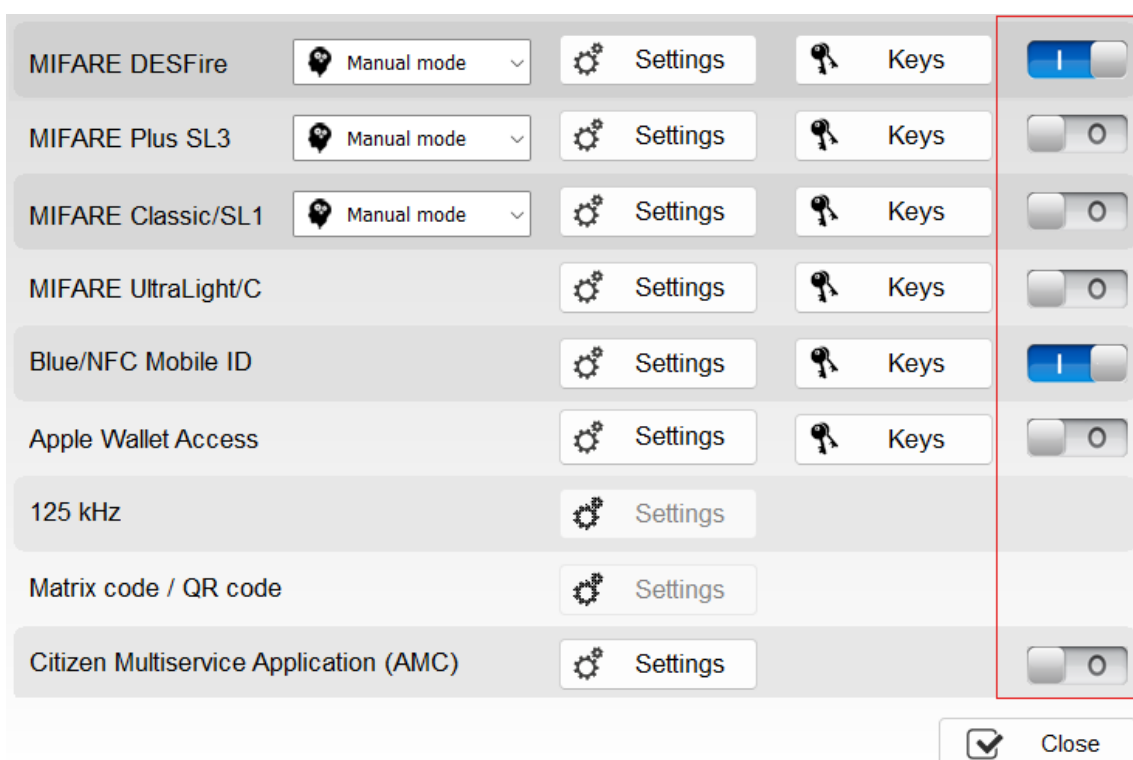 MIFARE DESFire Manual mode Settings Keys I
MIFARE Plus SL3 Manual mode Settings Keys O
MIFARE Classic/SL1 Manual mode Settings Keys O
MIFARE UltraLight/C Settings Keys O
Blue/NFC Mobile ID Settings Keys I
Apple Wallet Access Settings Keys O
125 kHz Settings
Matrix code / QR code Settings
Citizen Multiservice Application (AMC) Settings O
Close